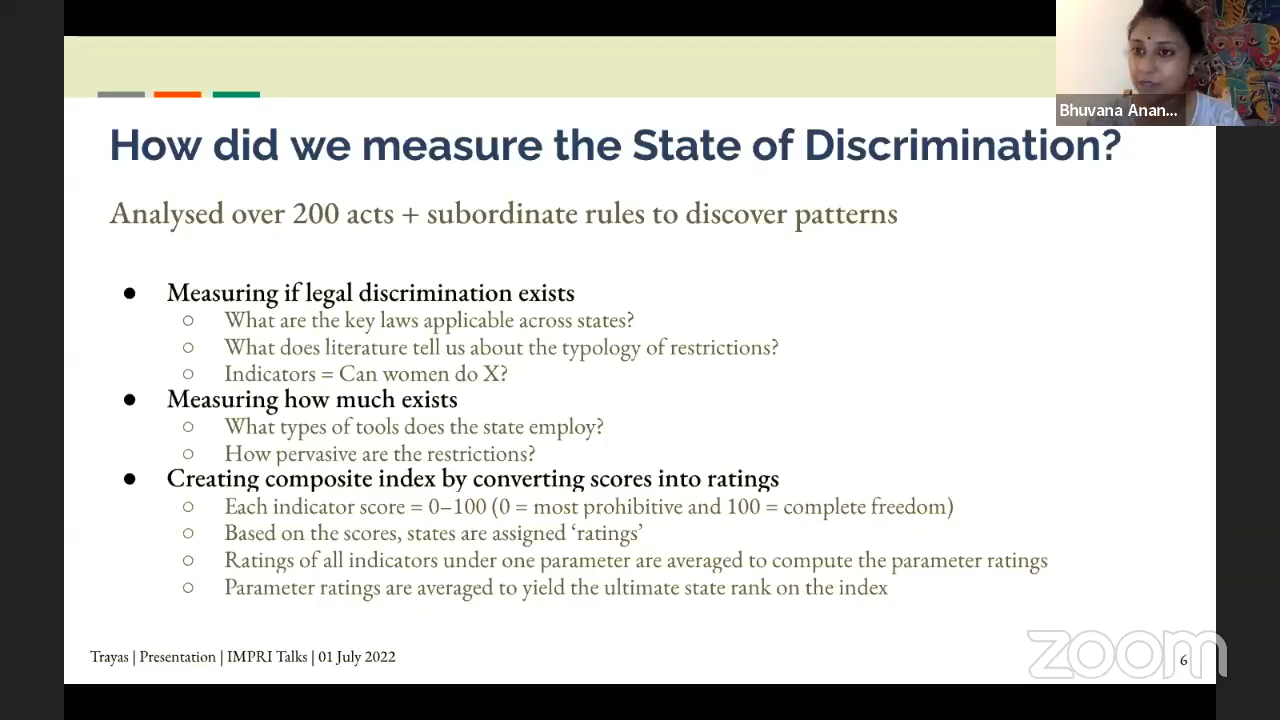 Bhuvana Anan...
How did we measure the State of Discrimination?
Analysed over 200 acts + subordinate rules to discover patterns
● Measuring if legal discrimination exists
○ What are the key laws applicable across states?
○ What does literature tell us about the typology of restrictions?
○ Indicators = Can women do X?
● Measuring how much exists
○ What types of tools does the state employ?
○ How pervasive are the restrictions?
● Creating composite index by converting scores into ratings
○ Each indicator score = 0–100 (0 = most prohibitive and 100 = complete freedom)
○ Based on the scores, states are assigned ‘ratings’
○ Ratings of all indicators under one parameter are averaged to compute the parameter ratings
○ Parameter ratings are averaged to yield the ultimate state rank on the index
Trayas | Presentation | IMPRI Talks | 01 July 2022
zoom
6